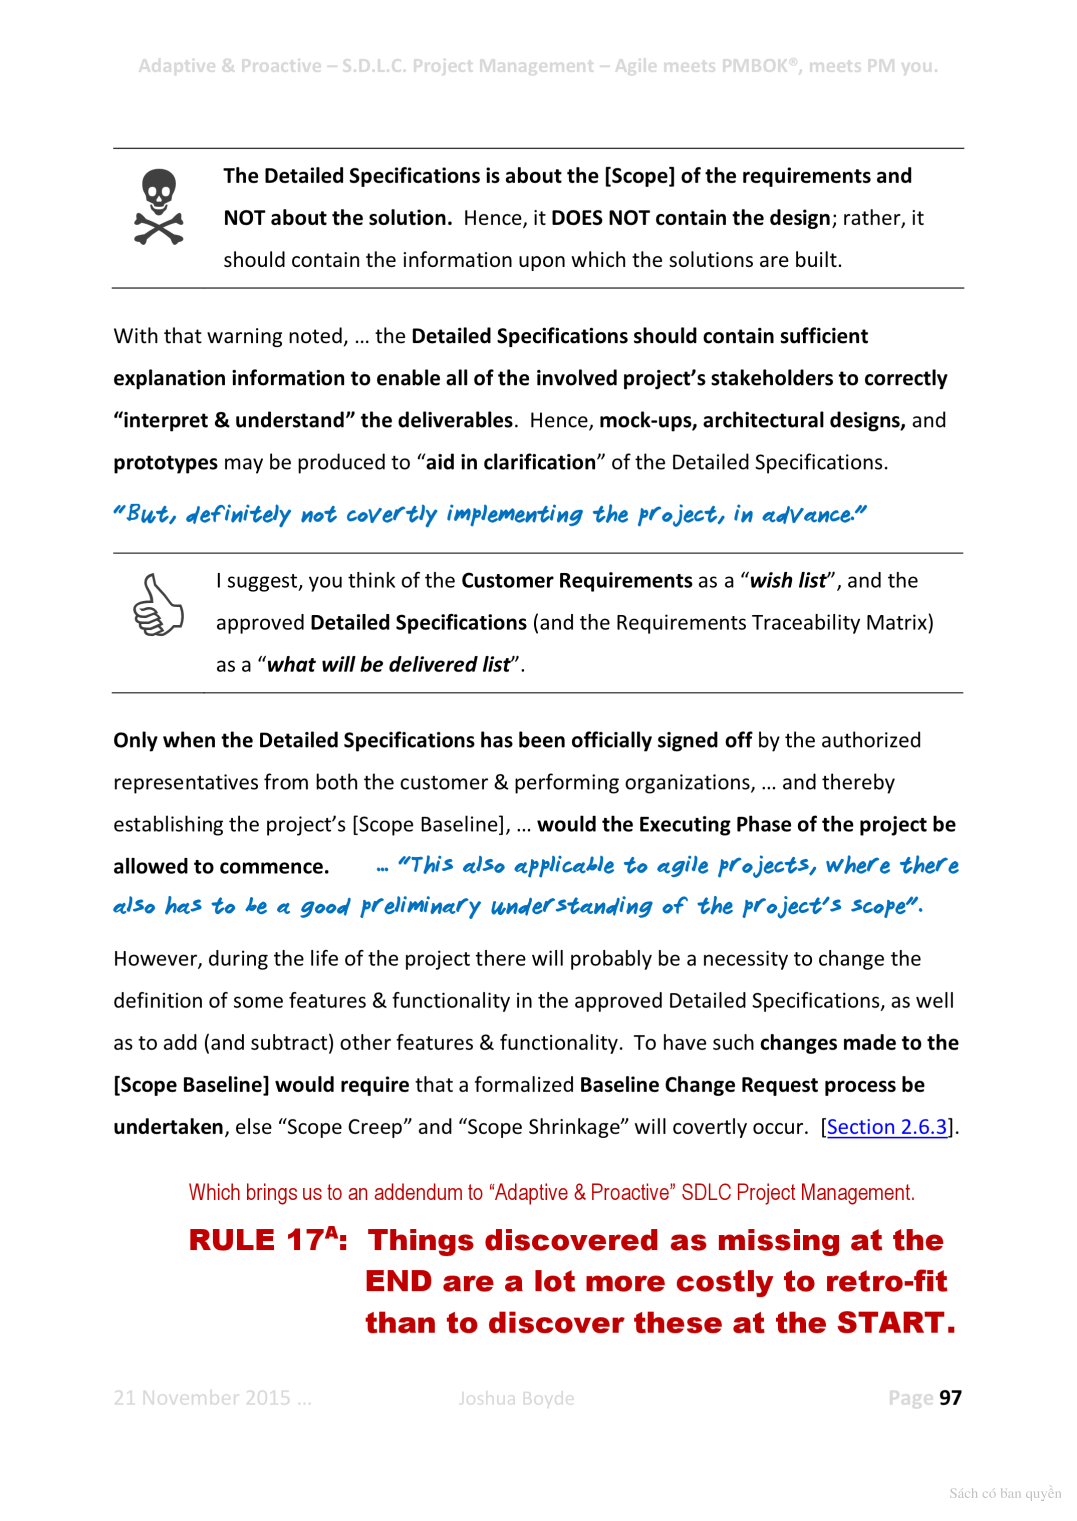 Adaptive & Proactive – S.D.L.C. Project Management – Agile meets PMBOK®, meets PM you.
The Detailed Specifications is about the [Scope] of the requirements and
NOT about the solution. Hence, it DOES NOT contain the design; rather, it
should contain the information upon which the solutions are built.
With that warning noted, … the Detailed Specifications should contain sufficient
explanation information to enable all of the involved project’s stakeholders to correctly
“interpret & understand” the deliverables. Hence, mock-ups, architectural designs, and
prototypes may be produced to “aid in clarification” of the Detailed Specifications.
“But, definitely not covertly implementing the project, in advance.”
I suggest, you think of the Customer Requirements as a “wish list”, and the
approved Detailed Specifications (and the Requirements Traceability Matrix)
as a “what will be delivered list”.
Only when the Detailed Specifications has been officially signed off by the authorized
representatives from both the customer & performing organizations, … and thereby
establishing the project’s [Scope Baseline], … would the Executing Phase of the project be
allowed to commence. … “This also applicable to agile projects, where there
also has to be a good preliminary understanding of the project’s scope”.
However, during the life of the project there will probably be a necessity to change the
definition of some features & functionality in the approved Detailed Specifications, as well
as to add (and subtract) other features & functionality. To have such changes made to the
[Scope Baseline] would require that a formalized Baseline Change Request process be
undertaken, else “Scope Creep” and “Scope Shrinkage” will covertly occur. [Section 2.6.3].
Which brings us to an addendum to “Adaptive & Proactive” SDLC Project Management.
RULE 17ᴬ: Things discovered as missing at the
END are a lot more costly to retro-fit
than to discover these at the START.
21 November 2015 … Joshua Boyde Page 97
Sách có bản quyền